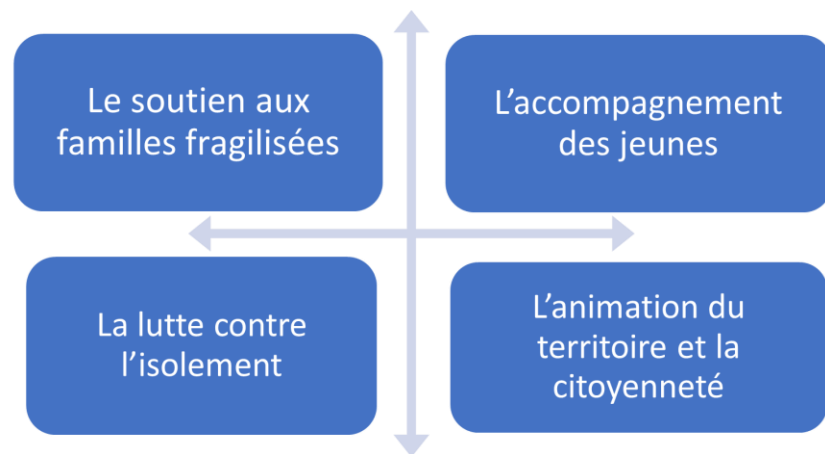 Le soutien aux
familles fragilisées
L’accompagnement
des jeunes
La lutte contre
l’isolement
L’animation du
territoire et la
citoyenneté